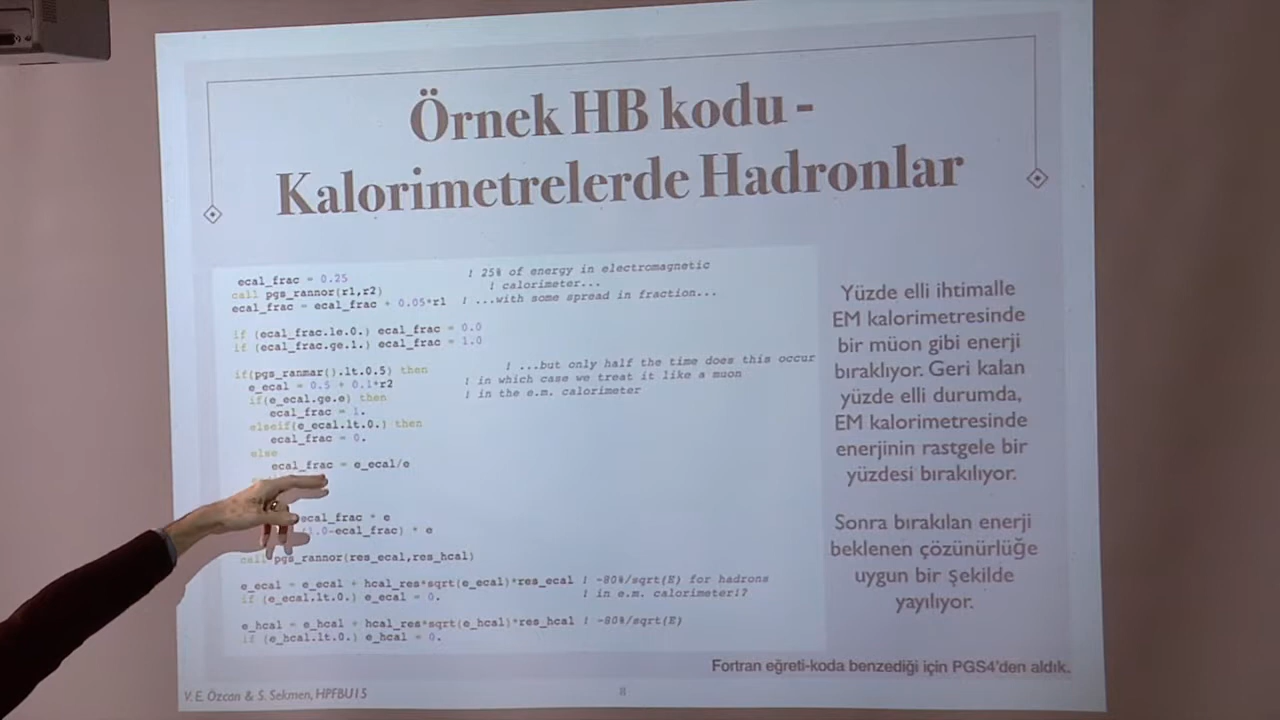 Örnek HB kodu -
Kalorimetrelerde Hadronlar
ecal_frac = 0.25 ! 25% of energy in electromagnetic
call pgs_rannor(r1,r2) ! calorimeter...
ecal_frac = ecal_frac + 0.05*r1 ! ...with some spread in fraction...
if (ecal_frac.le.0.) ecal_frac = 0.0
if (ecal_frac.ge.1.) ecal_frac = 1.0
if(pgs_ranmar().lt.0.5) then ! ...but only half the time does this occur
e_ecal = 0.5 + 0.1*r2 ! in which case we treat it like a muon
if(e_ecal.ge.e) then ! in the e.m. calorimeter
ecal_frac = 1.
elseif(e_ecal.lt.0.) then
ecal_frac = 0.
else
ecal_frac = e_ecal/e
ecal_frac * e
1.0-ecal_frac) * e
call pgs_rannor(res_ecal,res_hcal)
e_ecal = e_ecal + hcal_res*sqrt(e_ecal)*res_ecal ! ~80%/sqrt(E) for hadrons
if (e_ecal.lt.0.) e_ecal = 0. ! in e.m. calorimeter!?
e_hcal = e_hcal + hcal_res*sqrt(e_hcal)*res_hcal ! ~80%/sqrt(E)
if (e_hcal.lt.0.) e_hcal = 0.
Yüzde elli ihtimalle
EM kalorimetresinde
bir müon gibi enerji
bıraklıyor. Geri kalan
yüzde elli durumda,
EM kalorimetresinde
enerjinin rastgele bir
yüzdesi bırakılıyor.
Sonra bırakılan enerji
beklenen çözünürlüğe
uygun bir şekilde
yayılıyor.
Fortran eğreti-koda benzediği için PGS4'den aldık.
V. E. Özcan & S. Sekmen, HPFBU15
8